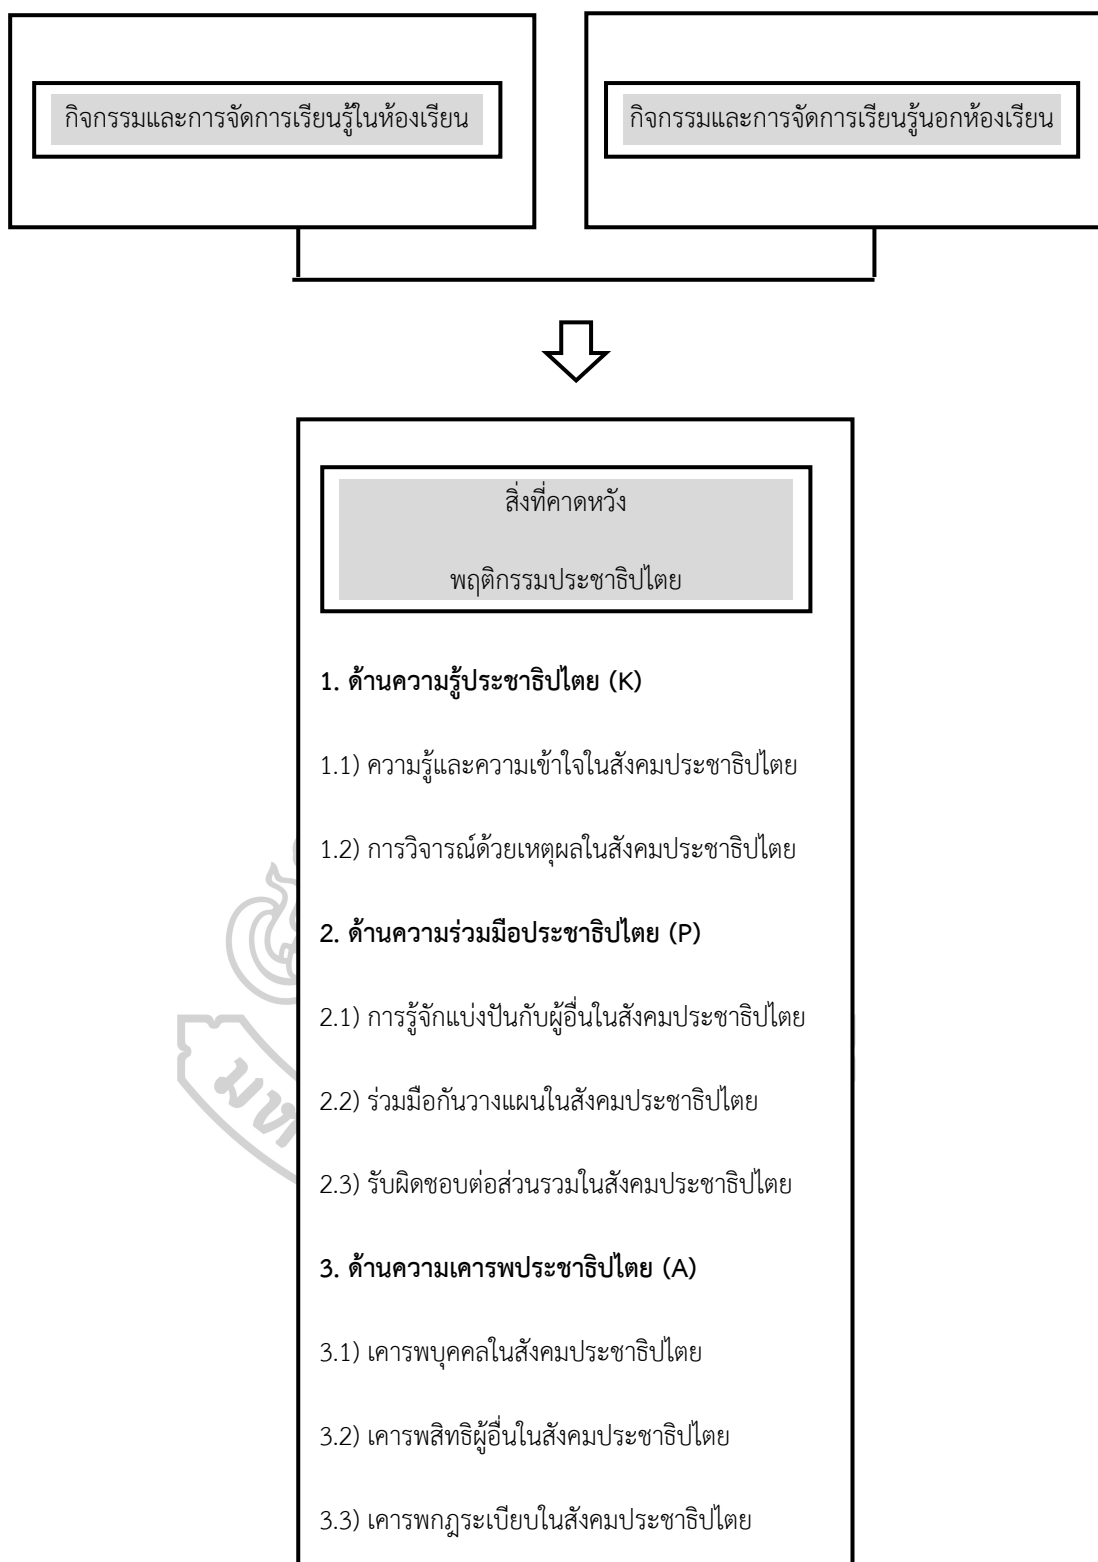 กิจกรรมและการจัดการเรียนรู้ในห้องเรียน
กิจกรรมและการจัดการเรียนรู้นอกห้องเรียน
สิ่งที่คาดหวัง
พฤติกรรมประชาธิปไตย
1. ด้านความรู้ประชาธิปไตย (K)
1.1) ความรู้และความเข้าใจในสังคมประชาธิปไตย
1.2) การวิจารณ์ด้วยเหตุผลในสังคมประชาธิปไตย
2. ด้านความร่วมมือประชาธิปไตย (P)
2.1) การรู้จักแบ่งปันกับผู้อื่นในสังคมประชาธิปไตย
2.2) ร่วมมือกันวางแผนในสังคมประชาธิปไตย
2.3) รับผิดชอบต่อส่วนรวมในสังคมประชาธิปไตย
3. ด้านความเคารพประชาธิปไตย (A)
3.1) เคารพบุคคลในสังคมประชาธิปไตย
3.2) เคารพสิทธิผู้อื่นในสังคมประชาธิปไตย
3.3) เคารพกฎระเบียบในสังคมประชาธิปไตย